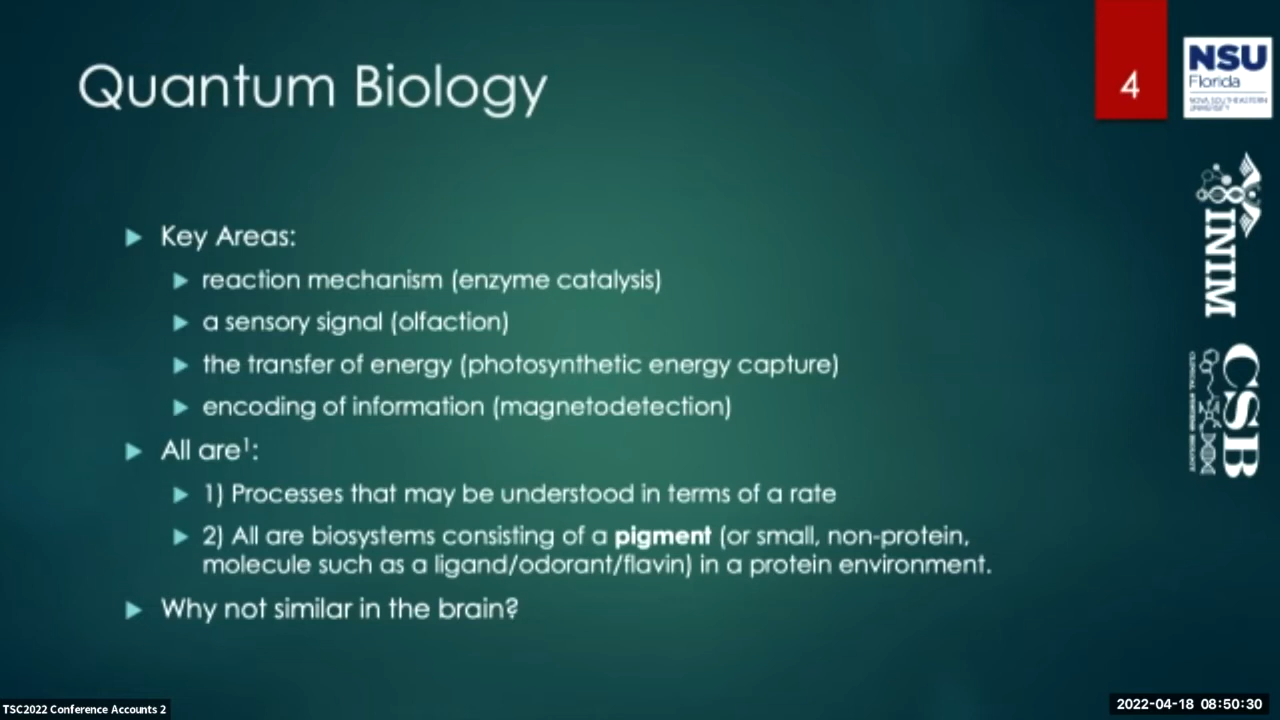 Quantum Biology
4
NSU
Florida
NOVA SOUTHEASTERN
UNIVERSITY
INIM
CSB
Key Areas:
reaction mechanism (enzyme catalysis)
a sensory signal (olfaction)
the transfer of energy (photosynthetic energy capture)
encoding of information (magnetodetection)
All are¹:
1) Processes that may be understood in terms of a rate
2) All are biosystems consisting of a pigment (or small, non-protein,
molecule such as a ligand/odorant/flavin) in a protein environment.
Why not similar in the brain?
TSC2022 Conference Accounts 2
2022-04-18 08:50:30